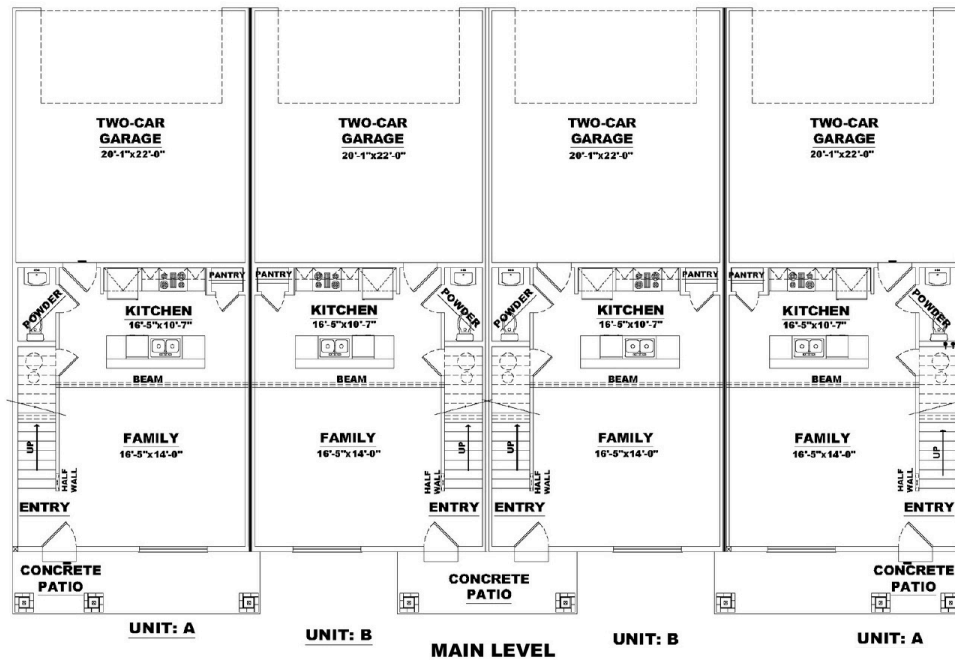 TWO-CAR
GARAGE
20'-1"x22'-0"
TWO-CAR
GARAGE
20'-1"x22'-0"
TWO-CAR
GARAGE
20'-1"x22'-0"
TWO-CAR
GARAGE
20'-1"x22'-0"
POWDER
PANTRY
KITCHEN
16'-5"x10'-7"
PANTRY
KITCHEN
16'-5"x10'-7"
POWDER
POWDER
PANTRY
KITCHEN
16'-5"x10'-7"
PANTRY
KITCHEN
16'-5"x10'-7"
POWDER
BEAM
BEAM
BEAM
BEAM
UP
FAMILY
16'-5"x14'-0"
FAMILY
16'-5"x14'-0"
UP
UP
FAMILY
16'-5"x14'-0"
FAMILY
16'-5"x14'-0"
UP
HALF
WALL
HALF
WALL
HALF
WALL
HALF
WALL
ENTRY
ENTRY
ENTRY
ENTRY
CONCRETE
PATIO
CONCRETE
PATIO
CONCRETE
PATIO
UNIT: A
UNIT: B
UNIT: B
UNIT: A
MAIN LEVEL